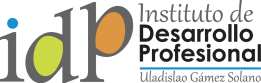 idp
Instituto de
Desarrollo
Profesional
Uladislao Gámez Solano